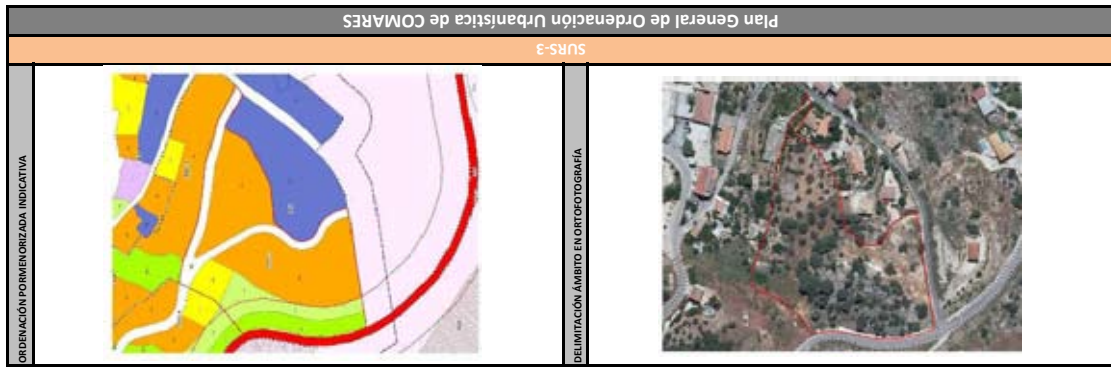 Plan General de Ordenación Urbanística de COMARES
SURS-3
ORDENACIÓN PORMENORIZADA INDICATIVA
DELIMITACIÓN ÁMBITO EN ORTOFOTOGRAFÍA